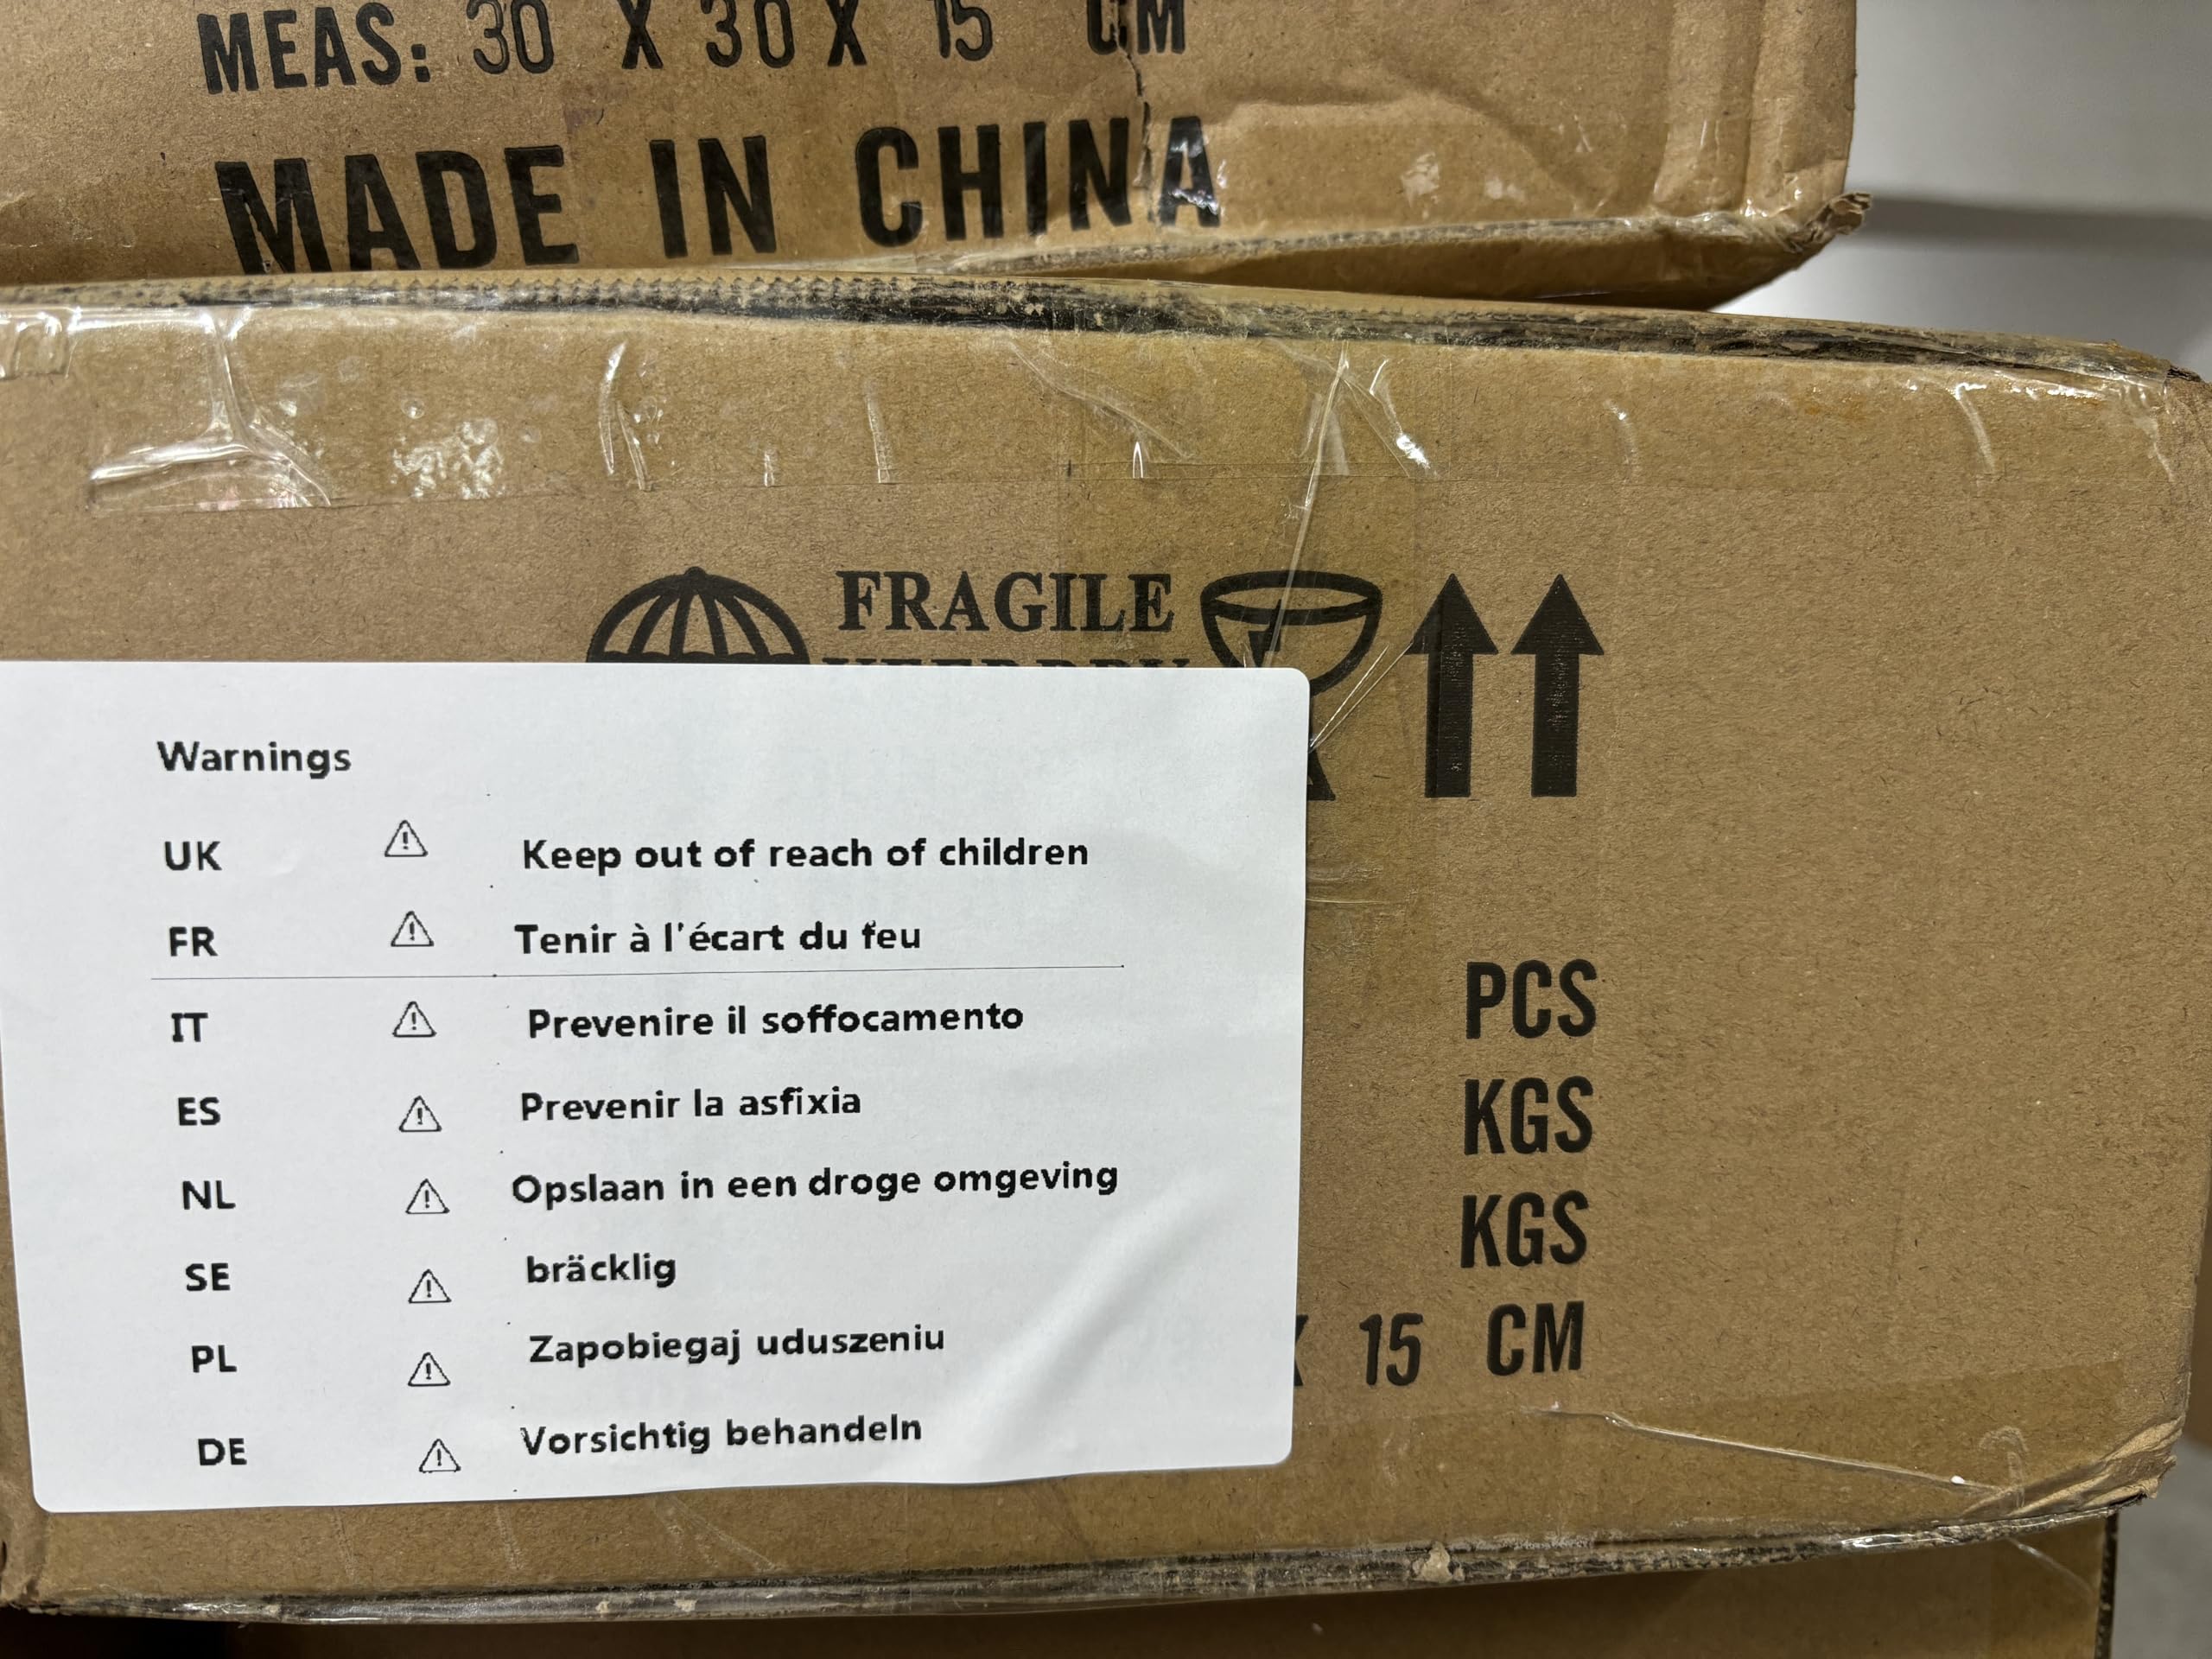 MEAS: 30 X 30 X 15 CM
MADE IN CHINA
FRAGILE
Warnings
UK Keep out of reach of children
FR Tenir à l'écart du feu
IT Prevenire il soffocamento
ES Prevenir la asfixia
NL Opslaan in een droge omgeving
SE bräcklig
PL Zapobiegaj uduszeniu
DE Vorsichtig behandeln
PCS
KGS
KGS
X 15 CM